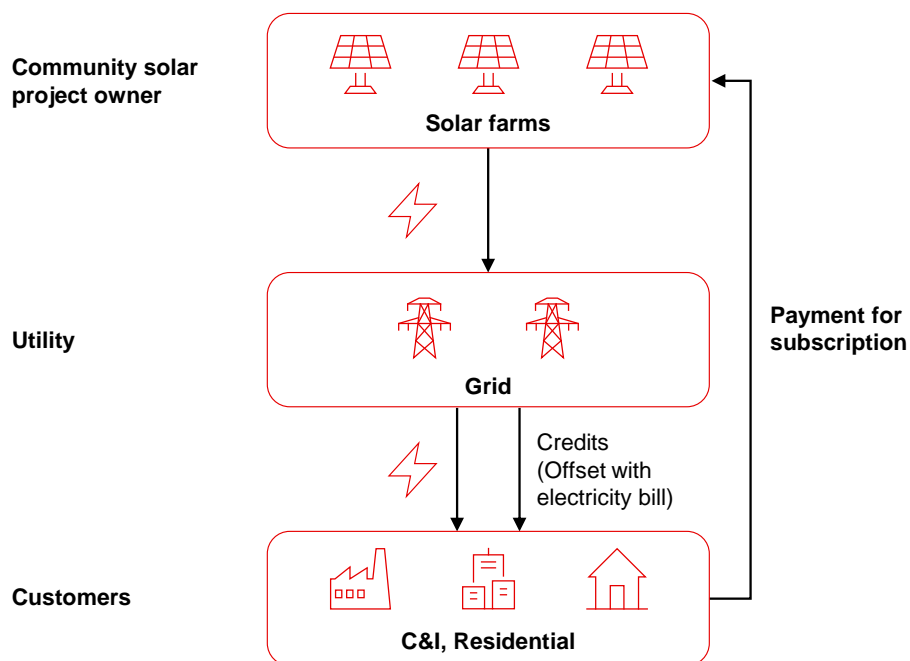 Community solar
project owner
Solar farms
Utility
Grid
Payment for
subscription
Credits
(Offset with
electricity bill)
Customers
C&I, Residential